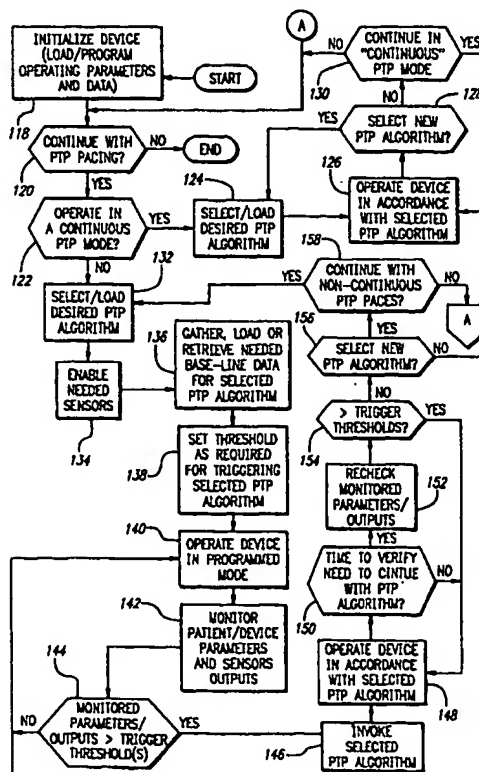 INITIALIZE DEVICE
(LOAD/PROGRAM
OPERATING PARAMETERS
AND DATA)
START
118
CONTINUE WITH
PTP PACING?
NO
END
120
YES
OPERATE IN
A CONTINUOUS PTP
MODE?
YES
122
NO
124
SELECT/LOAD
DESIRED PTP
ALGORITHM
A
NO
CONTINUE IN
"CONTINUOUS"
PTP MODE
YES
130
NO
128
YES
SELECT NEW
PTP ALGORITHM?
126
NO
OPERATE DEVICE
IN ACCORDANCE
WITH SELECTED
PTP ALGORITHM
132
SELECT/LOAD
DESIRED PTP
ALGORITHM
ENABLE
NEEDED
SENSORS
134
136
GATHER, LOAD OR
RETRIEVE NEEDED
BASE-LINE DATA
FOR SELECTED
PTP ALGORITHM
138
SET THRESHOLD
AS REQUIRED
FOR TRIGGERING
SELECTED PTP
ALGORITHM
140
OPERATE DEVICE
IN PROGRAMMED
MODE
142
MONITOR
PATIENT/DEVICE
PARAMETERS
AND SENSORS
OUTPUTS
144
MONITORED
PARAMETERS/
OUTPUTS > TRIGGER
THRESHOLD(S)
NO
YES
146
INVOKE
SELECTED
PTP ALGORITHM
OPERATE DEVICE
IN ACCORDANCE
WITH SELECTED
PTP ALGORITHM
148
TIME TO VERIFY
NEED TO CINTUE
WITH PTP
ALGORITHM?
NO
150
YES
RECHECK
MONITORED
PARAMETERS/
OUTPUTS
152
> TRIGGER
THRESHOLDS?
YES
154
NO
156
SELECT NEW
PTP ALGORITHM?
NO
YES
158
YES
CONTINUE WITH
NON-CONTINUOUS
PTP PACES?
NO
A